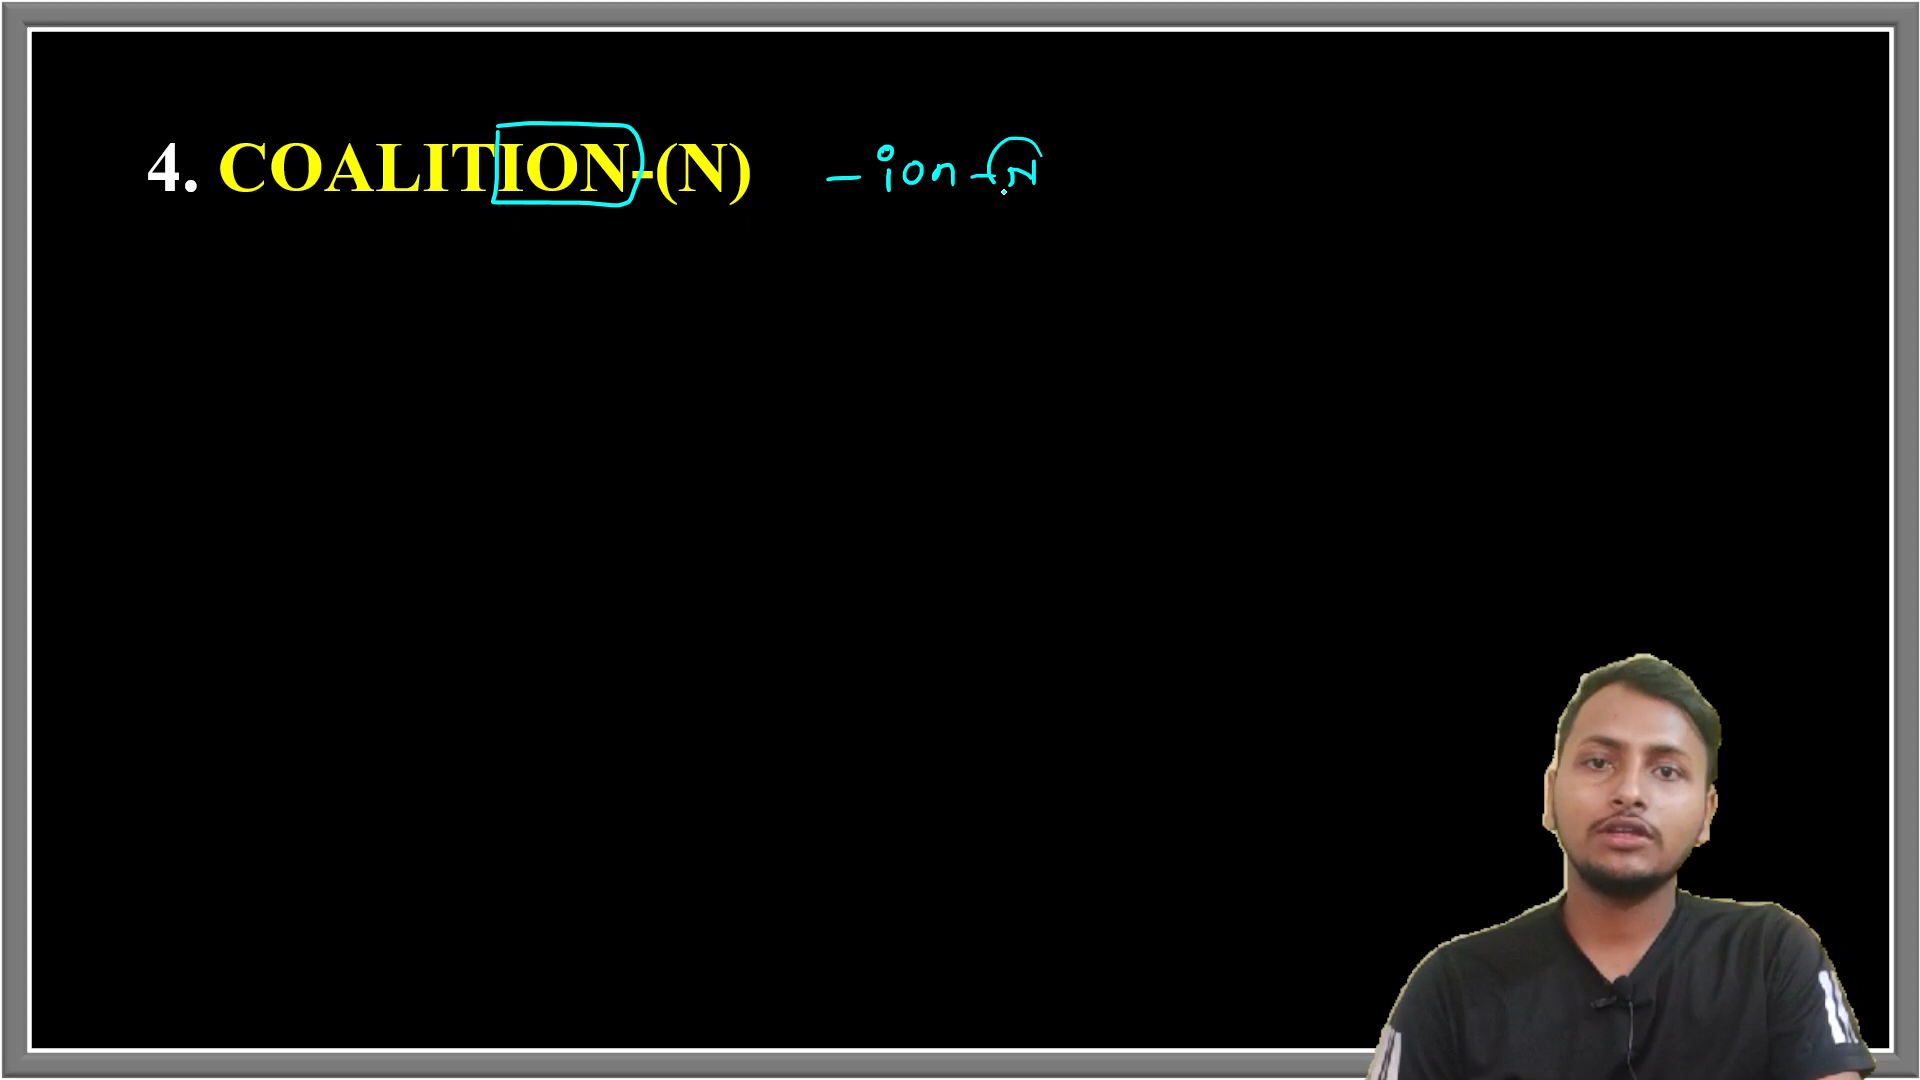 4. COALITION-(N) - ion - N